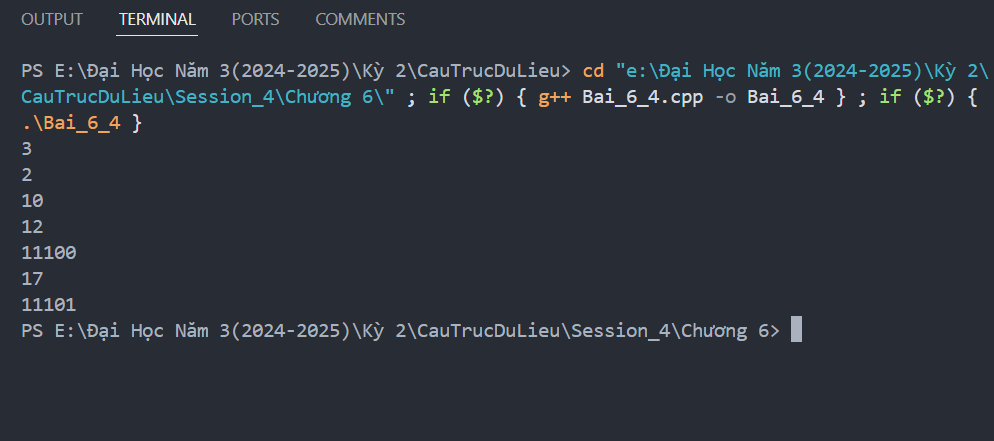 OUTPUT TERMINAL PORTS COMMENTS
PS E:\Đại Học Năm 3(2024-2025)\Kỳ 2\CauTrucDuLieu> cd "e:\Đại Học Năm 3(2024-2025)\Kỳ 2\
CauTrucDuLieu\Session_4\Chương 6\" ; if ($?) { g++ Bai_6_4.cpp -o Bai_6_4 } ; if ($?) {
.\Bai_6_4 }
3
2
10
12
11100
17
11101
PS E:\Đại Học Năm 3(2024-2025)\Kỳ 2\CauTrucDuLieu\Session_4\Chương 6>